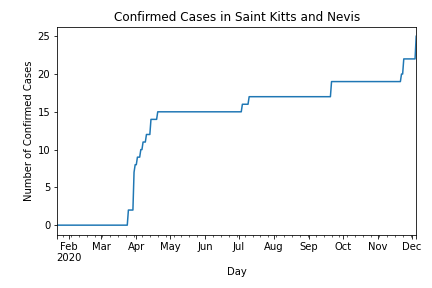 Confirmed Cases in Saint Kitts and Nevis
Number of Confirmed Cases
25
20
15
10
5
0
Feb Mar Apr May Jun Jul Aug Sep Oct Nov Dec
2020
Day